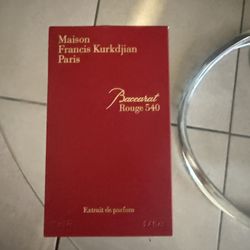 Maison
Francis Kurkdjian
Paris
Baccarat
Rouge 540
Extrait de parfum